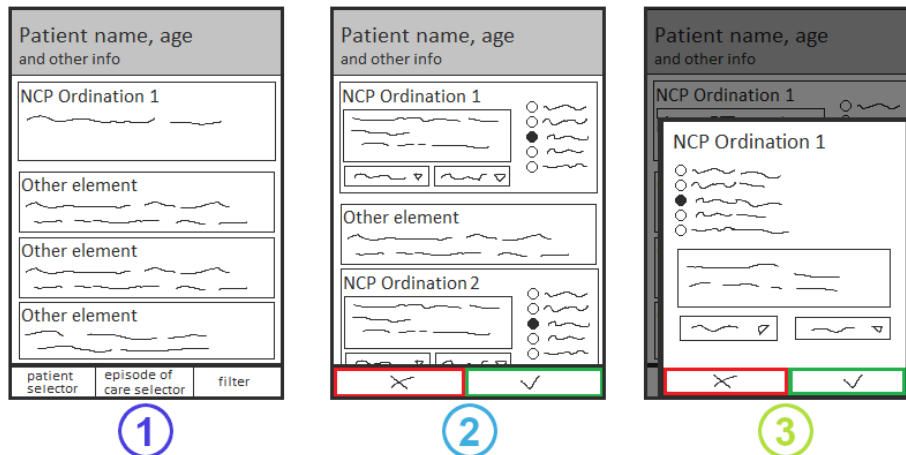 Patient name, age
and other info
NCP Ordination 1
Other element
Other element
Other element
patient
selector
episode of
care selector
filter
1
Patient name, age
and other info
NCP Ordination 1
Other element
NCP Ordination 2
2
Patient name, age
and other info
NCP Ordination 1
NCP Ordination 1
3